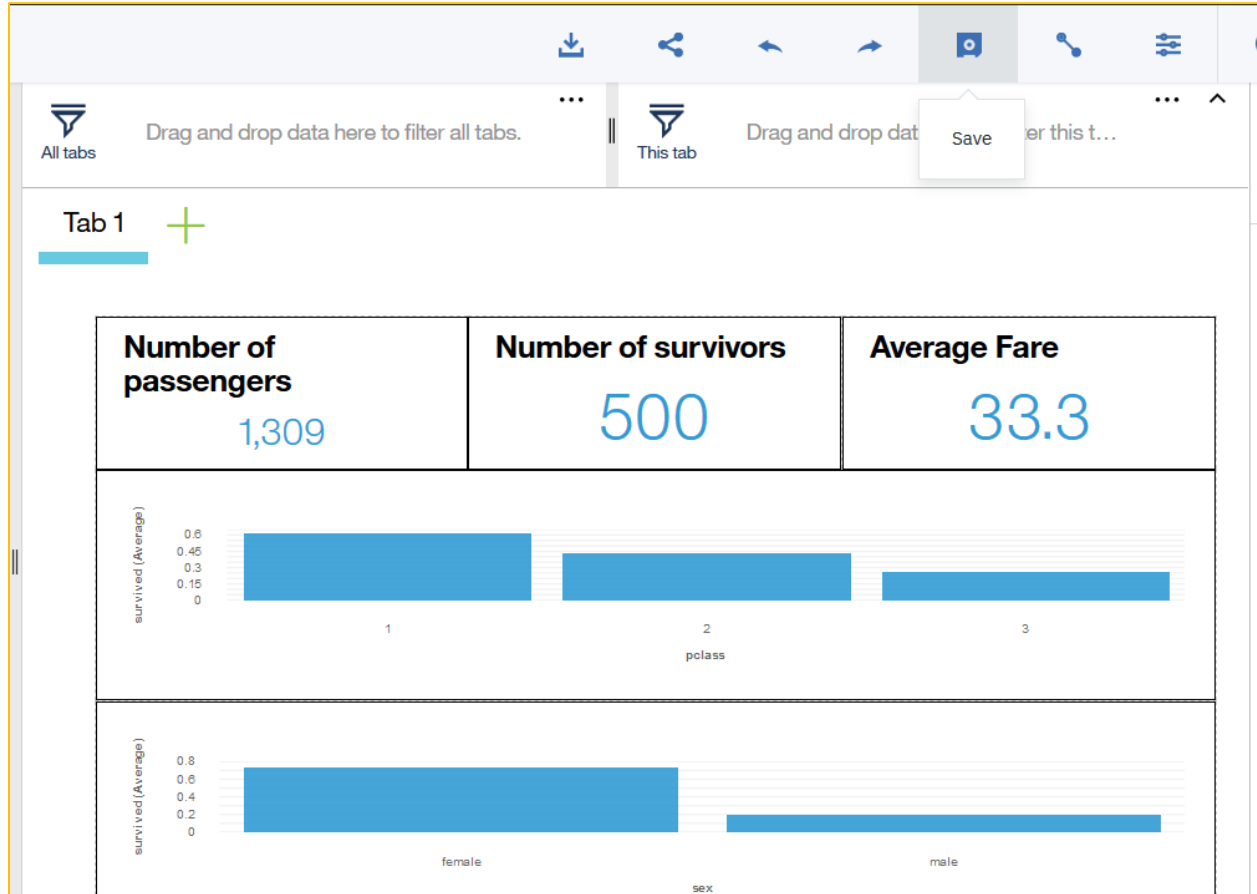 Save
All tabs
Drag and drop data here to filter all tabs.
This tab
Drag and drop dat
er this t…
Tab 1
Number of
passengers
1,309
Number of survivors
500
Average Fare
33.3
survived (Average)
0.6
0.45
0.3
0.15
0
1
2
3
pclass
survived (Average)
0.8
0.6
0.4
0.2
0
female
male
sex